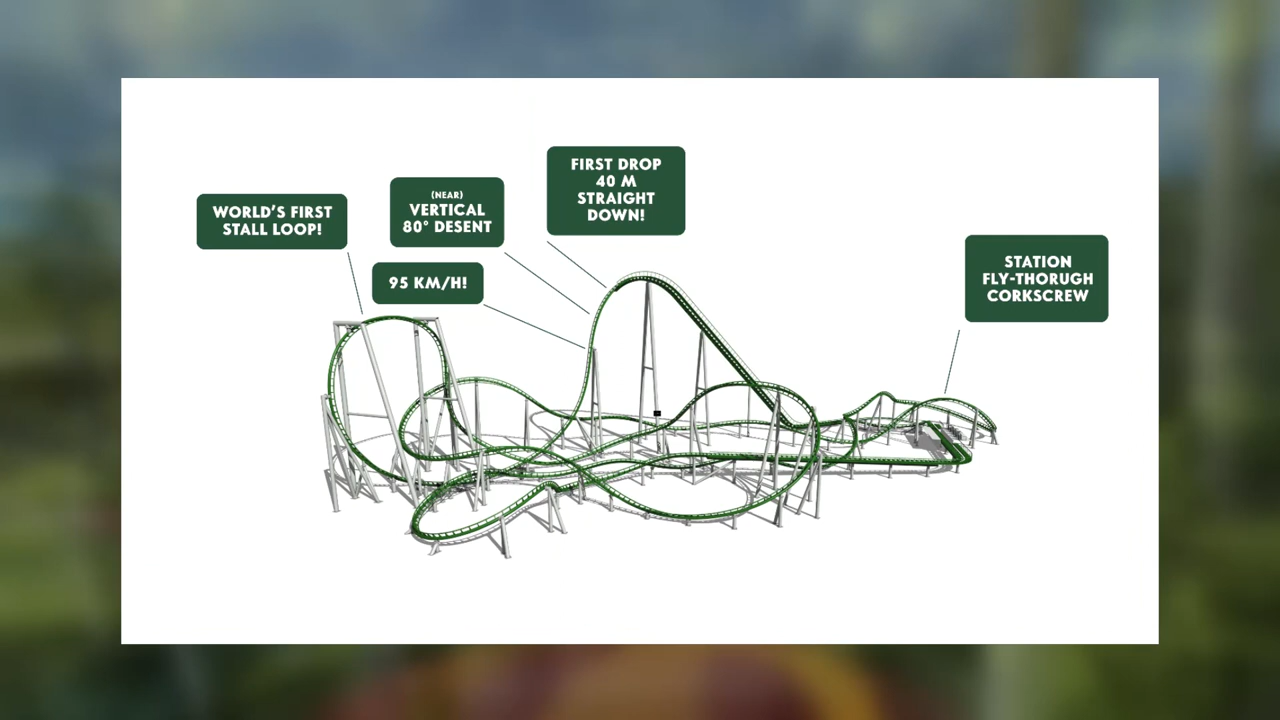 WORLD'S FIRST
STALL LOOP!
(NEAR)
VERTICAL
80° DESENT
95 KM/H!
FIRST DROP
40 M
STRAIGHT
DOWN!
STATION
FLY-THORUGH
CORKSCREW